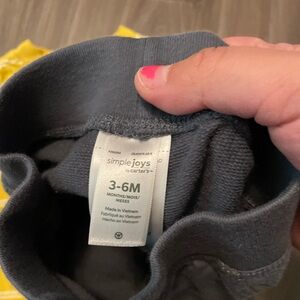 simple joys
by carter's
3-6M
MONTHS/MOIS/
MESES
Made in Vietnam
Fabriqué au Vietnam
Hecho en Vietnam